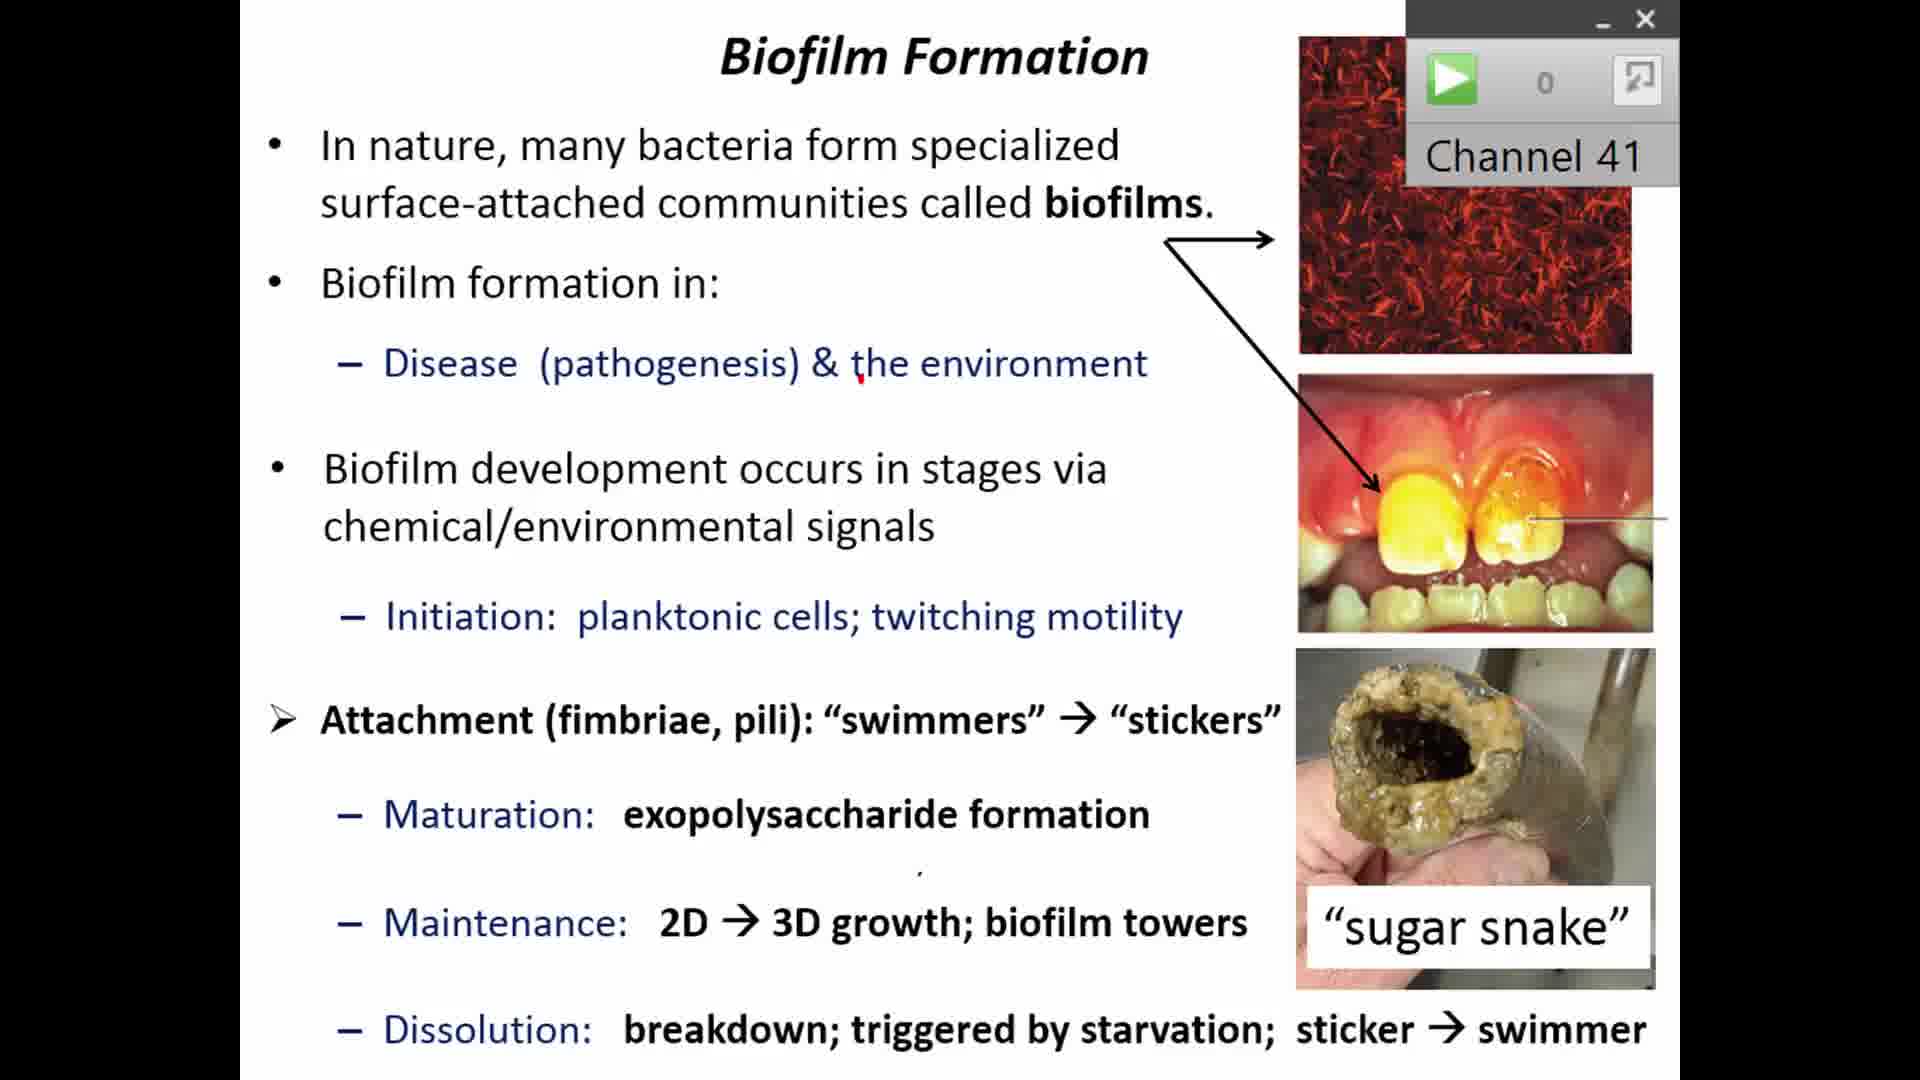 Biofilm Formation
0
Channel 41
• In nature, many bacteria form specialized
surface-attached communities called biofilms.
• Biofilm formation in:
– Disease (pathogenesis) & the environment
• Biofilm development occurs in stages via
chemical/environmental signals
– Initiation: planktonic cells; twitching motility
➢ Attachment (fimbriae, pili): “swimmers” → “stickers”
– Maturation: exopolysaccharide formation
– Maintenance: 2D → 3D growth; biofilm towers
“sugar snake”
– Dissolution: breakdown; triggered by starvation; sticker → swimmer